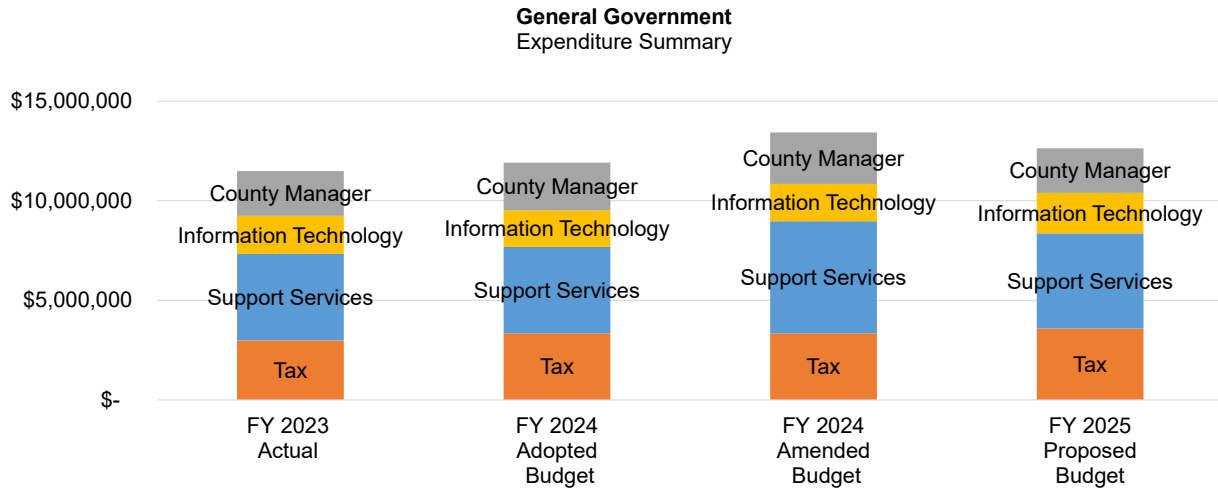 General Government
Expenditure Summary
$15,000,000
$10,000,000
$5,000,000
$-
County Manager
Information Technology
Support Services
Tax
County Manager
Information Technology
Support Services
Tax
County Manager
Information Technology
Support Services
Tax
County Manager
Information Technology
Support Services
Tax
FY 2023
Actual
FY 2024
Adopted
Budget
FY 2024
Amended
Budget
FY 2025
Proposed
Budget